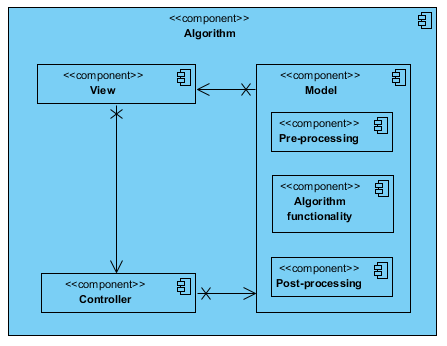 <<component>>
Algorithm
<<component>>
View
<<component>>
Model
<<component>>
Pre-processing
<<component>>
Algorithm
functionality
<<component>>
Post-processing
<<component>>
Controller